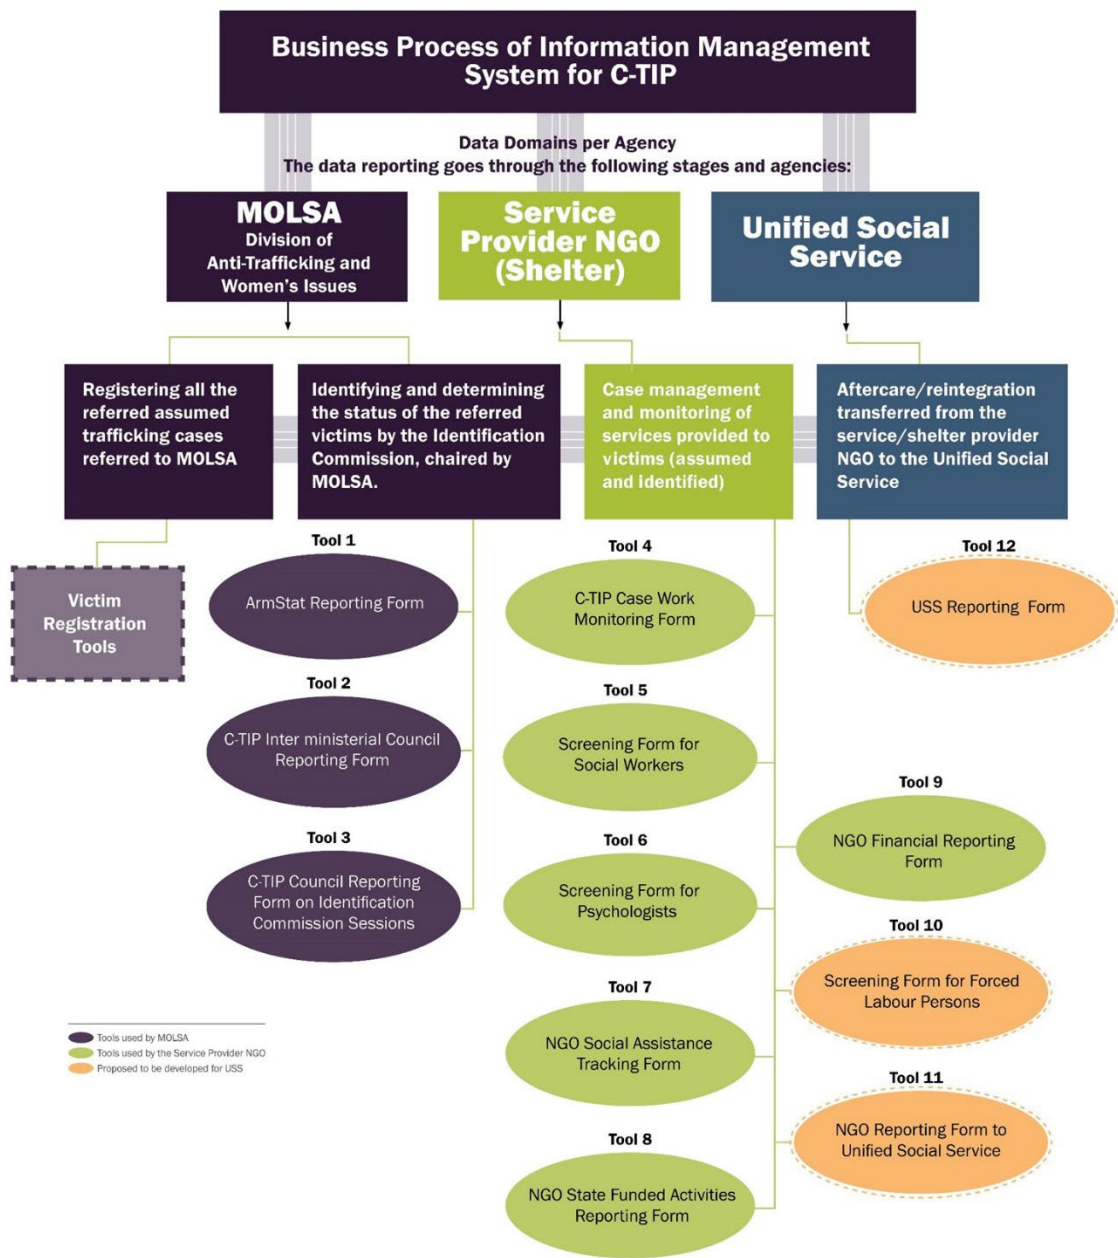 Business Process of Information Management
System for C-TIP
Data Domains per Agency
The data reporting goes through the following stages and agencies:
MOLSA
Division of
Anti-Trafficking and
Women's Issues
Service
Provider NGO
(Shelter)
Unified Social
Service
Registering all the
referred assumed
trafficking cases
referred to MOLSA
Identifying and determining
the status of the referred
victims by the Identification
Commission, chaired by
MOLSA.
Case management
and monitoring of
services provided to
victims (assumed
and identified)
Aftercare/reintegration
transferred from the
service/shelter provider
NGO to the Unified Social
Service
Victim
Registration
Tools
Tool 1
ArmStat Reporting Form
Tool 2
C-TIP Inter ministerial Council
Reporting Form
Tool 3
C-TIP Council Reporting
Form on Identification
Commission Sessions
Tool 4
C-TIP Case Work
Monitoring Form
Tool 5
Screening Form for
Social Workers
Tool 6
Screening Form for
Psychologists
Tool 7
NGO Social Assistance
Tracking Form
Tool 8
NGO State Funded Activities
Reporting Form
Tool 9
NGO Financial Reporting
Form
Tool 10
Screening Form for Forced
Labour Persons
Tool 11
NGO Reporting Form to
Unified Social Service
Tool 12
USS Reporting Form
Tools used by MOLSA
Tools used by the Service Provider NGO
Proposed to be developed for USS